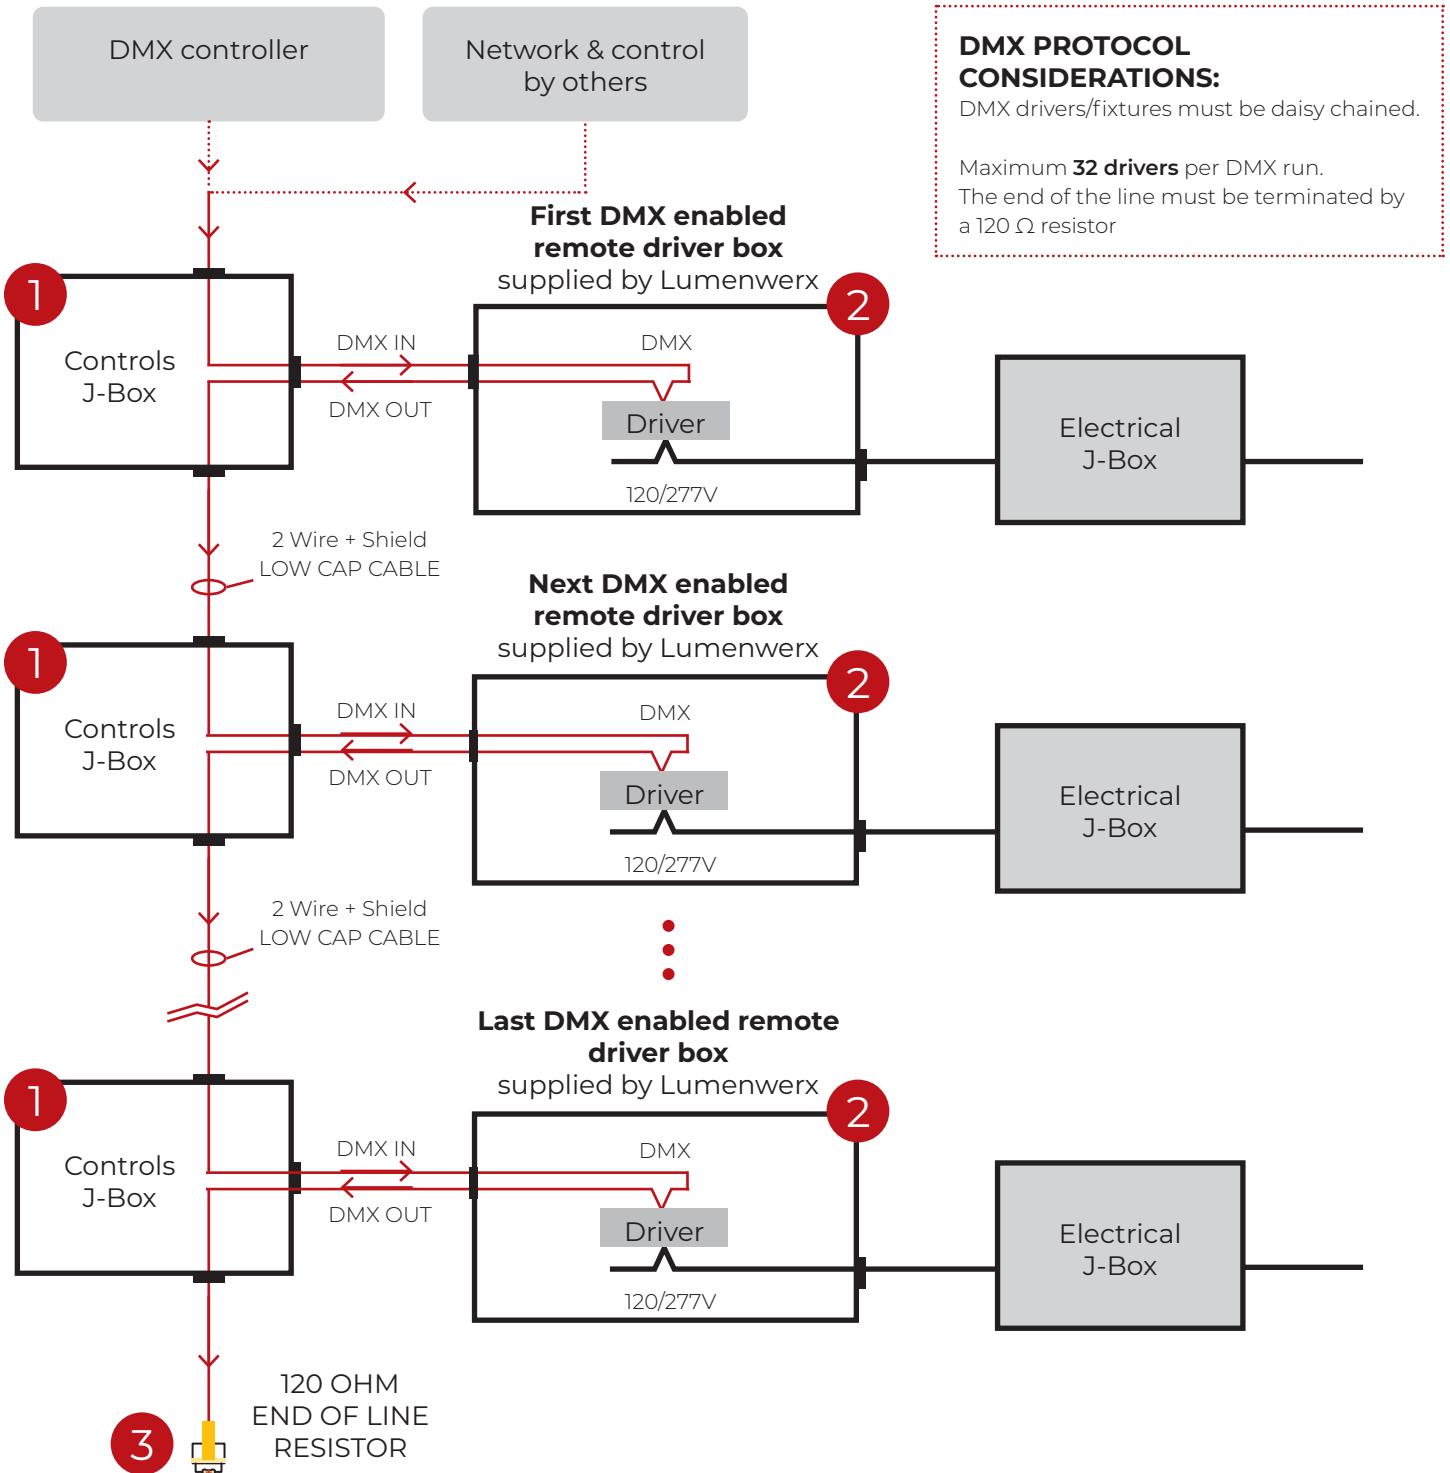 DMX controller
Network & control
by others
DMX PROTOCOL
CONSIDERATIONS:
DMX drivers/fixtures must be daisy chained.
Maximum 32 drivers per DMX run.
The end of the line must be terminated by
a 120 Ω resistor
First DMX enabled
remote driver box
supplied by Lumenwerx
1
Controls
J-Box
DMX IN
DMX OUT
2
DMX
Driver
120/277V
Electrical
J-Box
2 Wire + Shield
LOW CAP CABLE
Next DMX enabled
remote driver box
supplied by Lumenwerx
1
Controls
J-Box
DMX IN
DMX OUT
2
DMX
Driver
120/277V
Electrical
J-Box
2 Wire + Shield
LOW CAP CABLE
Last DMX enabled remote
driver box
supplied by Lumenwerx
1
Controls
J-Box
DMX IN
DMX OUT
2
DMX
Driver
120/277V
Electrical
J-Box
3
120 OHM
END OF LINE
RESISTOR